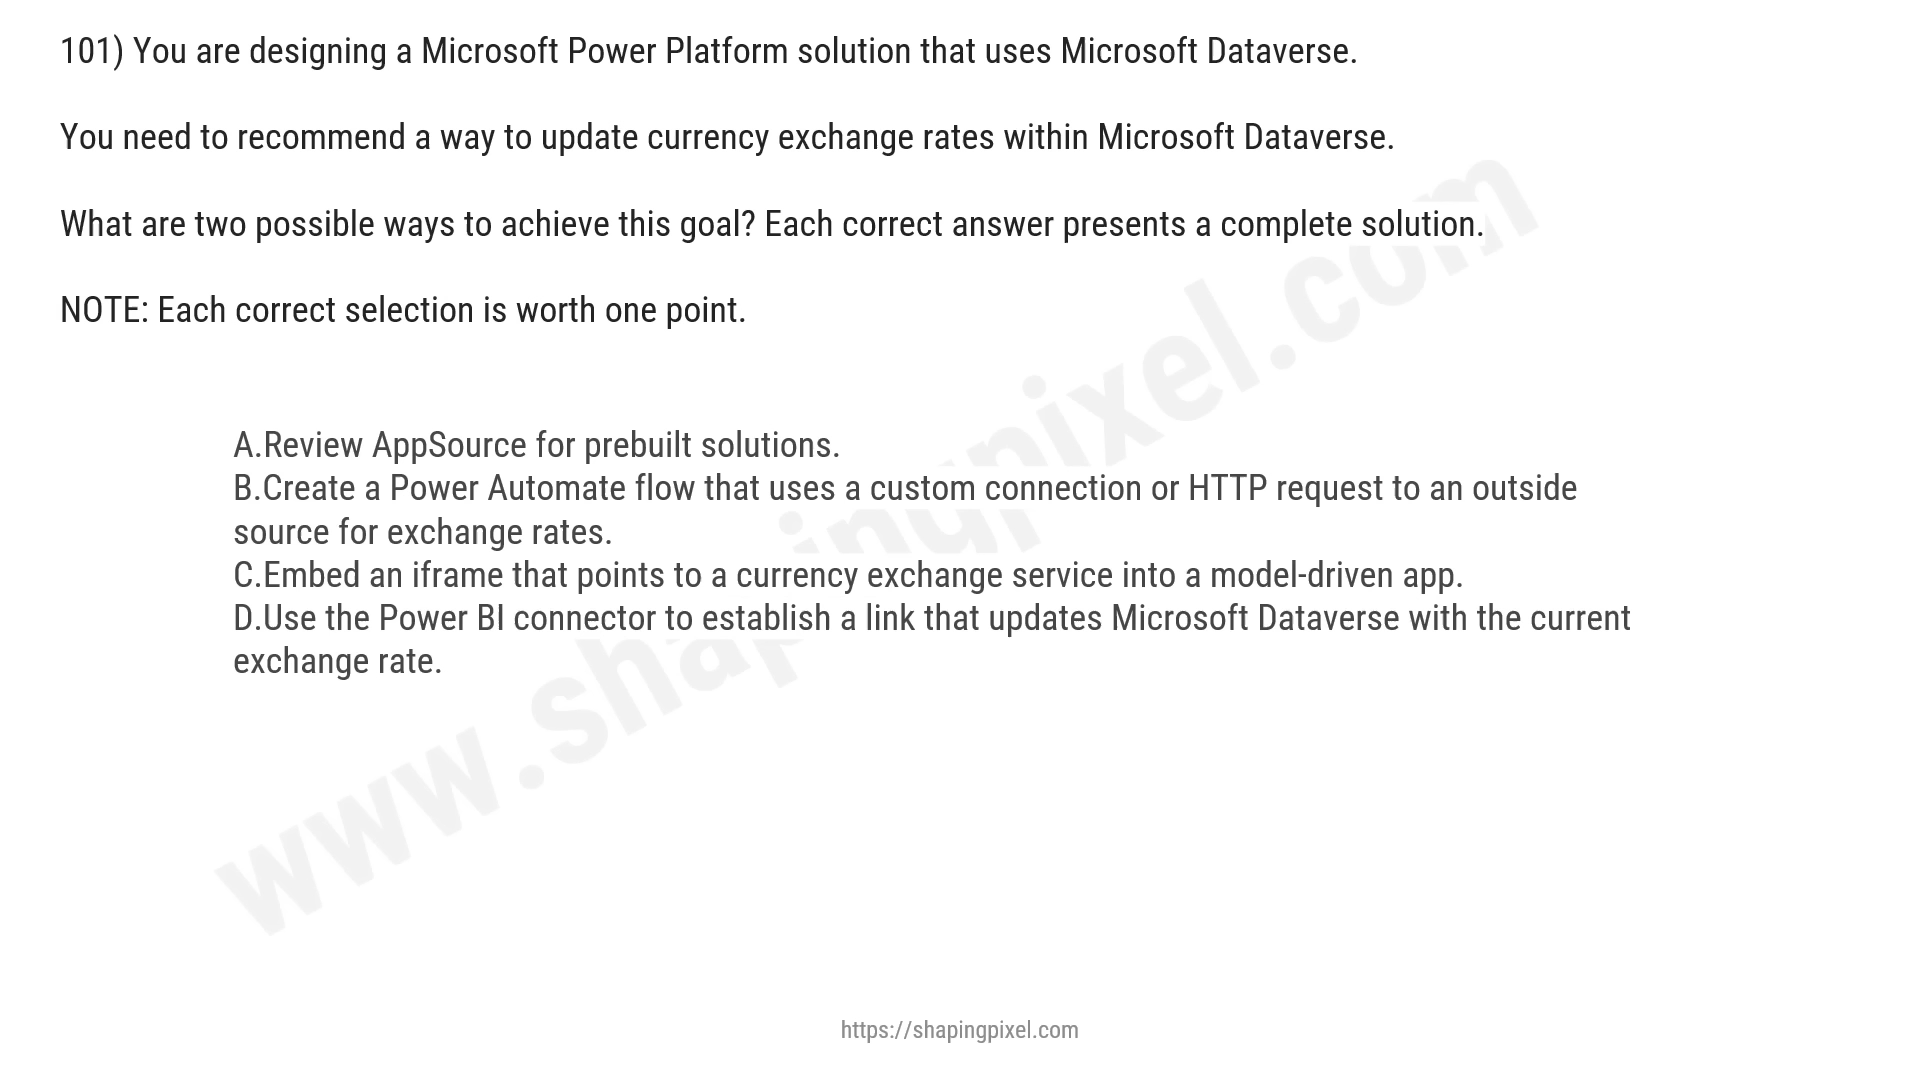 101) You are designing a Microsoft Power Platform solution that uses Microsoft Dataverse.
You need to recommend a way to update currency exchange rates within Microsoft Dataverse.
What are two possible ways to achieve this goal? Each correct answer presents a complete solution.
NOTE: Each correct selection is worth one point.
A.Review AppSource for prebuilt solutions.
B.Create a Power Automate flow that uses a custom connection or HTTP request to an outside
source for exchange rates.
C.Embed an iframe that points to a currency exchange service into a model-driven app.
D.Use the Power BI connector to establish a link that updates Microsoft Dataverse with the current
exchange rate.
www.shapingpixel.com
https://shapingpixel.com